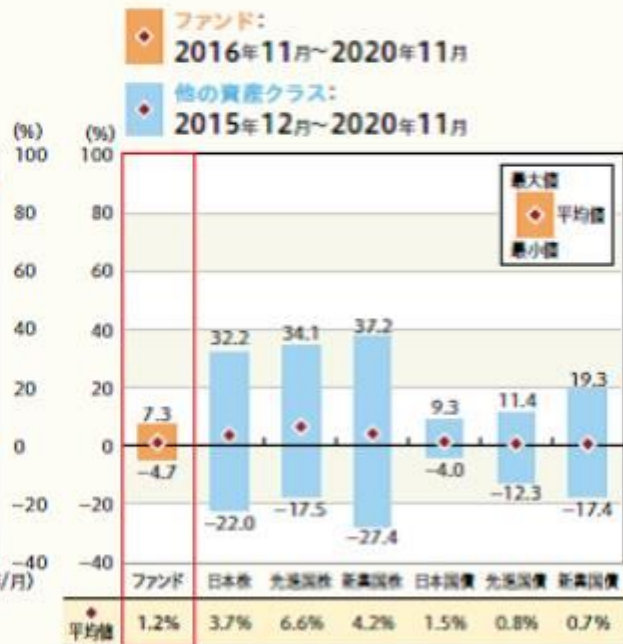 ファンド:
2016年11月~2020年11月
他の資産クラス:
2015年12月~2020年11月
(%) (%)
100 100
80 80
60 60
40 40
20 20
0 0
-20 -20
-40 -40
最大値
平均値
最小値
7.3 32.2 34.1 37.2 9.3 11.4 19.3
-4.7 -22.0 -17.5 -27.4 -4.0 -12.3 -17.4
/月) ファンド 日本株 先進国株 新興国株 日本国債 先進国債 新興国債
平均値 1.2% 3.7% 6.6% 4.2% 1.5% 0.8% 0.7%